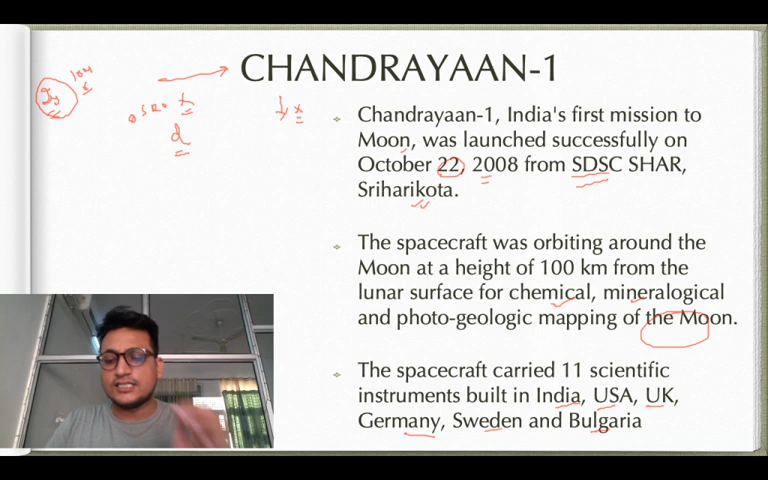 CHANDRAYAAN-1
Chandrayaan-1, India's first mission to
Moon, was launched successfully on
October 22, 2008 from SDSC SHAR,
Sriharikota.
The spacecraft was orbiting around the
Moon at a height of 100 km from the
lunar surface for chemical, mineralogical
and photo-geologic mapping of the Moon.
The spacecraft carried 11 scientific
instruments built in India, USA, UK,
Germany, Sweden and Bulgaria